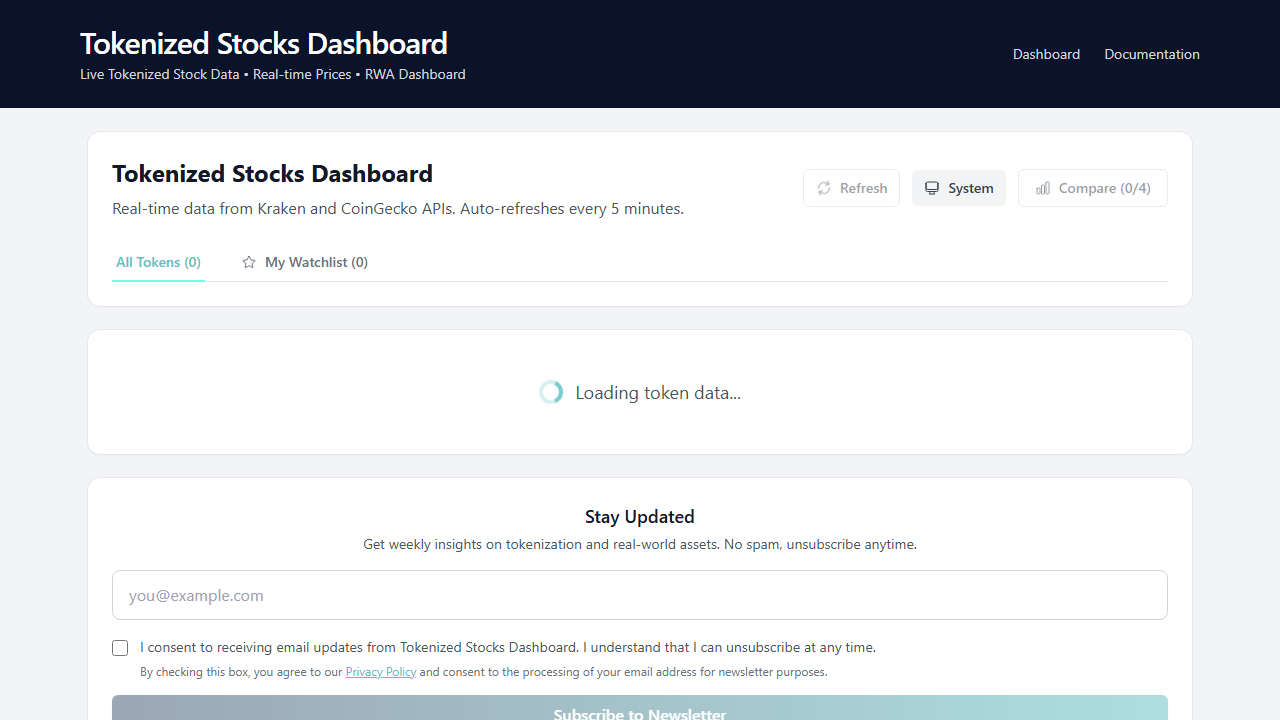 Tokenized Stocks Dashboard
Live Tokenized Stock Data • Real-time Prices • RWA Dashboard
Dashboard
Documentation
Tokenized Stocks Dashboard
Real-time data from Kraken and CoinGecko APIs. Auto-refreshes every 5 minutes.
Refresh
System
Compare (0/4)
All Tokens (0)
My Watchlist (0)
Loading token data...
Stay Updated
Get weekly insights on tokenization and real-world assets. No spam, unsubscribe anytime.
you@example.com
I consent to receiving email updates from Tokenized Stocks Dashboard. I understand that I can unsubscribe at any time.
By checking this box, you agree to our Privacy Policy and consent to the processing of your email address for newsletter purposes.
Subscribe to Newsletter